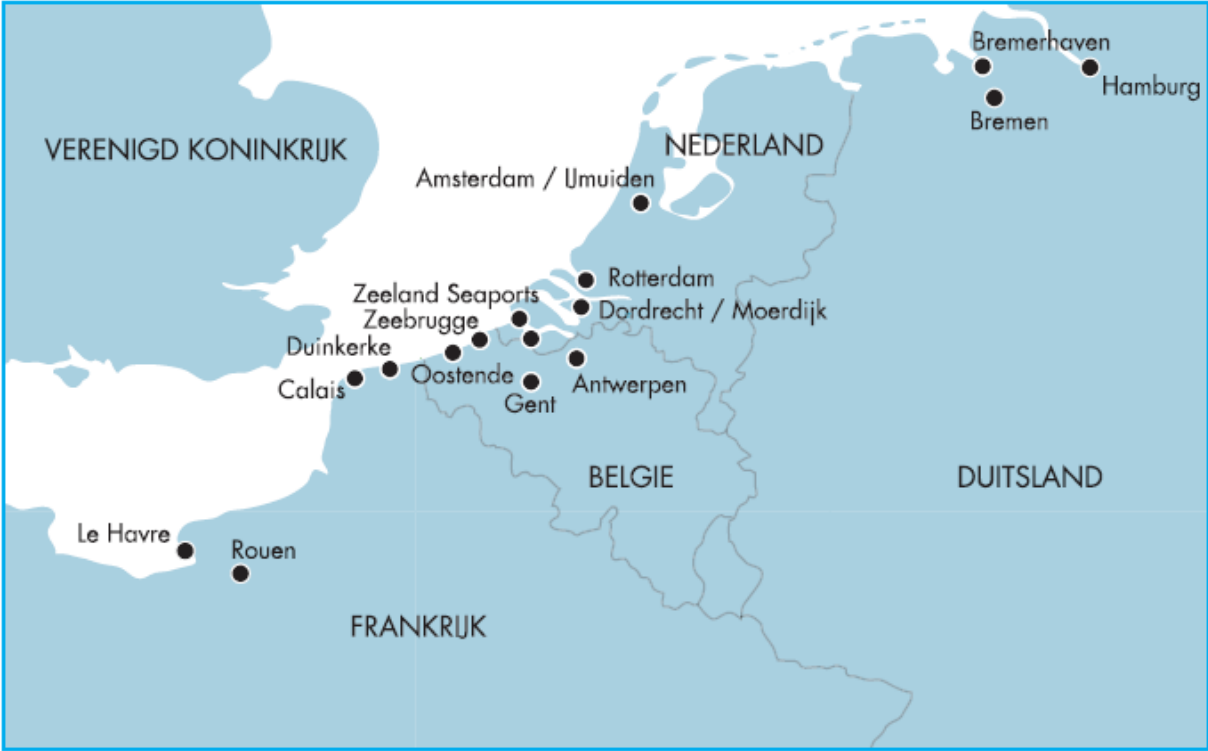 Bremerhaven
Hamburg
Bremen
VERENIGD KONINKRIJK
NEDERLAND
Amsterdam / IJmuiden
Rotterdam
Zeeland Seaports
Dordrecht / Moerdijk
Zeebrugge
Duinkerke
Oostende
Calais
Antwerpen
Gent
BELGIE
DUITSLAND
Le Havre
Rouen
FRANKRIJK